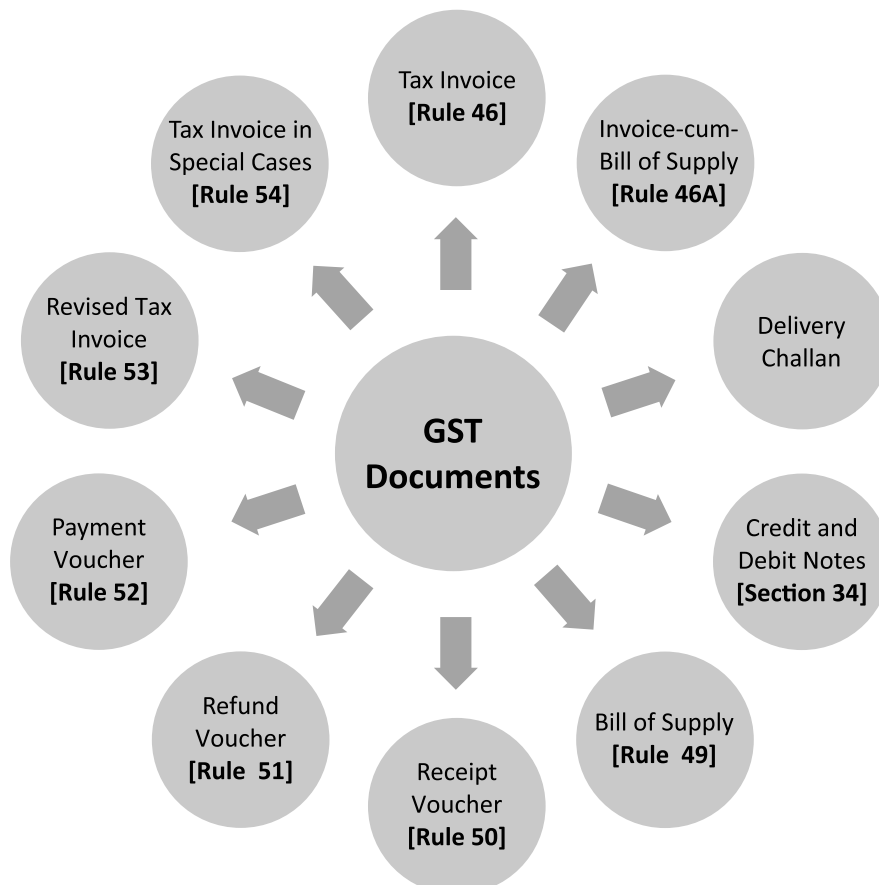 Tax Invoice
[Rule 46]
Invoice-cum-
Bill of Supply
[Rule 46A]
Delivery
Challan
Credit and
Debit Notes
[Section 34]
Bill of Supply
[Rule  49]
Receipt
Voucher
[Rule 50]
Refund
Voucher
[Rule  51]
Payment
Voucher
[Rule 52]
Revised Tax
Invoice
[Rule 53]
Tax Invoice in
Special Cases
[Rule 54]
GST
Documents